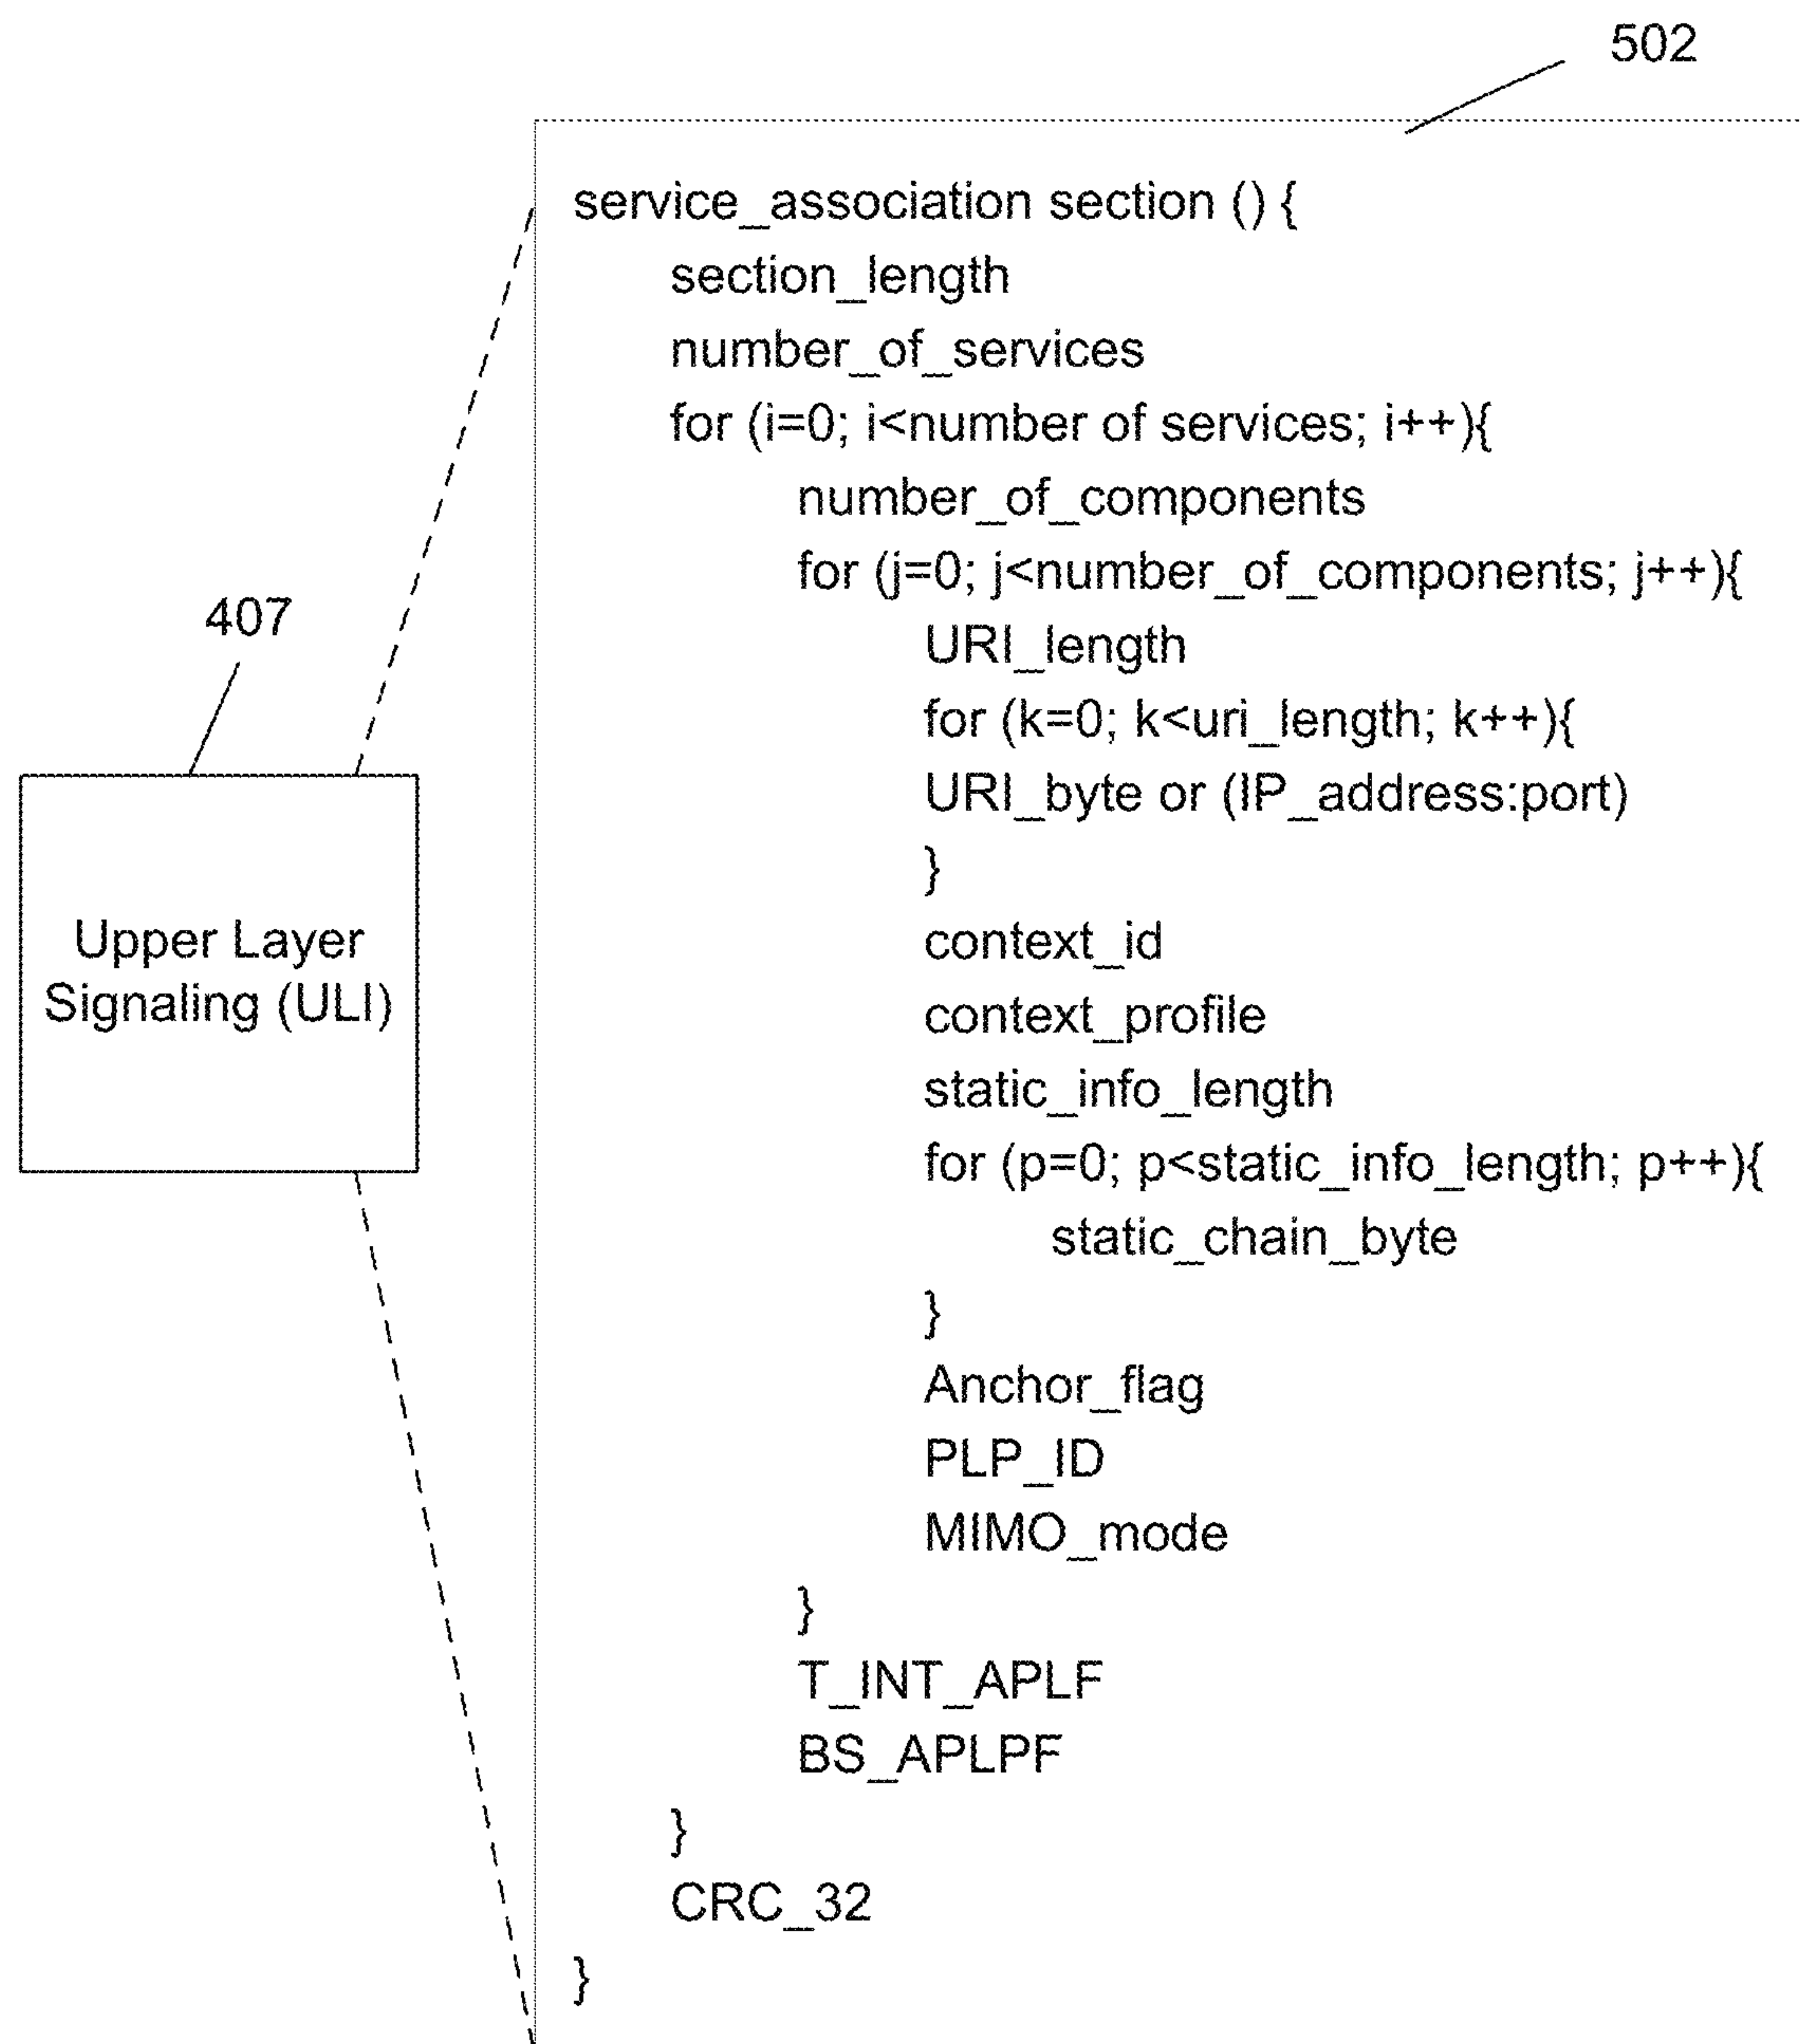 502
service_association section () {
section_length
number_of_services
for (i=0; i<number of services; i++){
number_of_components
for (j=0; j<number_of_components; j++){
URI_length
for (k=0; k<uri_length; k++){
URI_byte or (IP_address:port)
}
context_id
context_profile
static_info_length
for (p=0; p<static_info_length; p++){
static_chain_byte
}
Anchor_flag
PLP_ID
MIMO_mode
}
T_INT_APLF
BS_APLPF
}
CRC_32
}
407
Upper Layer
Signaling (ULI)